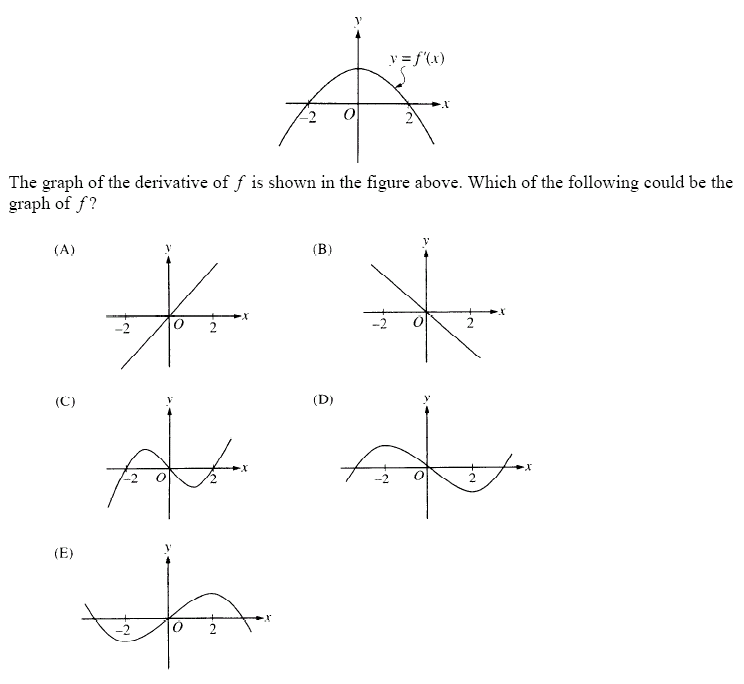 y
y = f'(x)
x
-2 O 2
The graph of the derivative of f is shown in the figure above. Which of the following could be the
graph of f?
(A)
y
x
-2 O 2
(B)
y
x
-2 O 2
(C)
y
x
-2 O 2
(D)
y
x
-2 O 2
(E)
y
x
-2 O 2